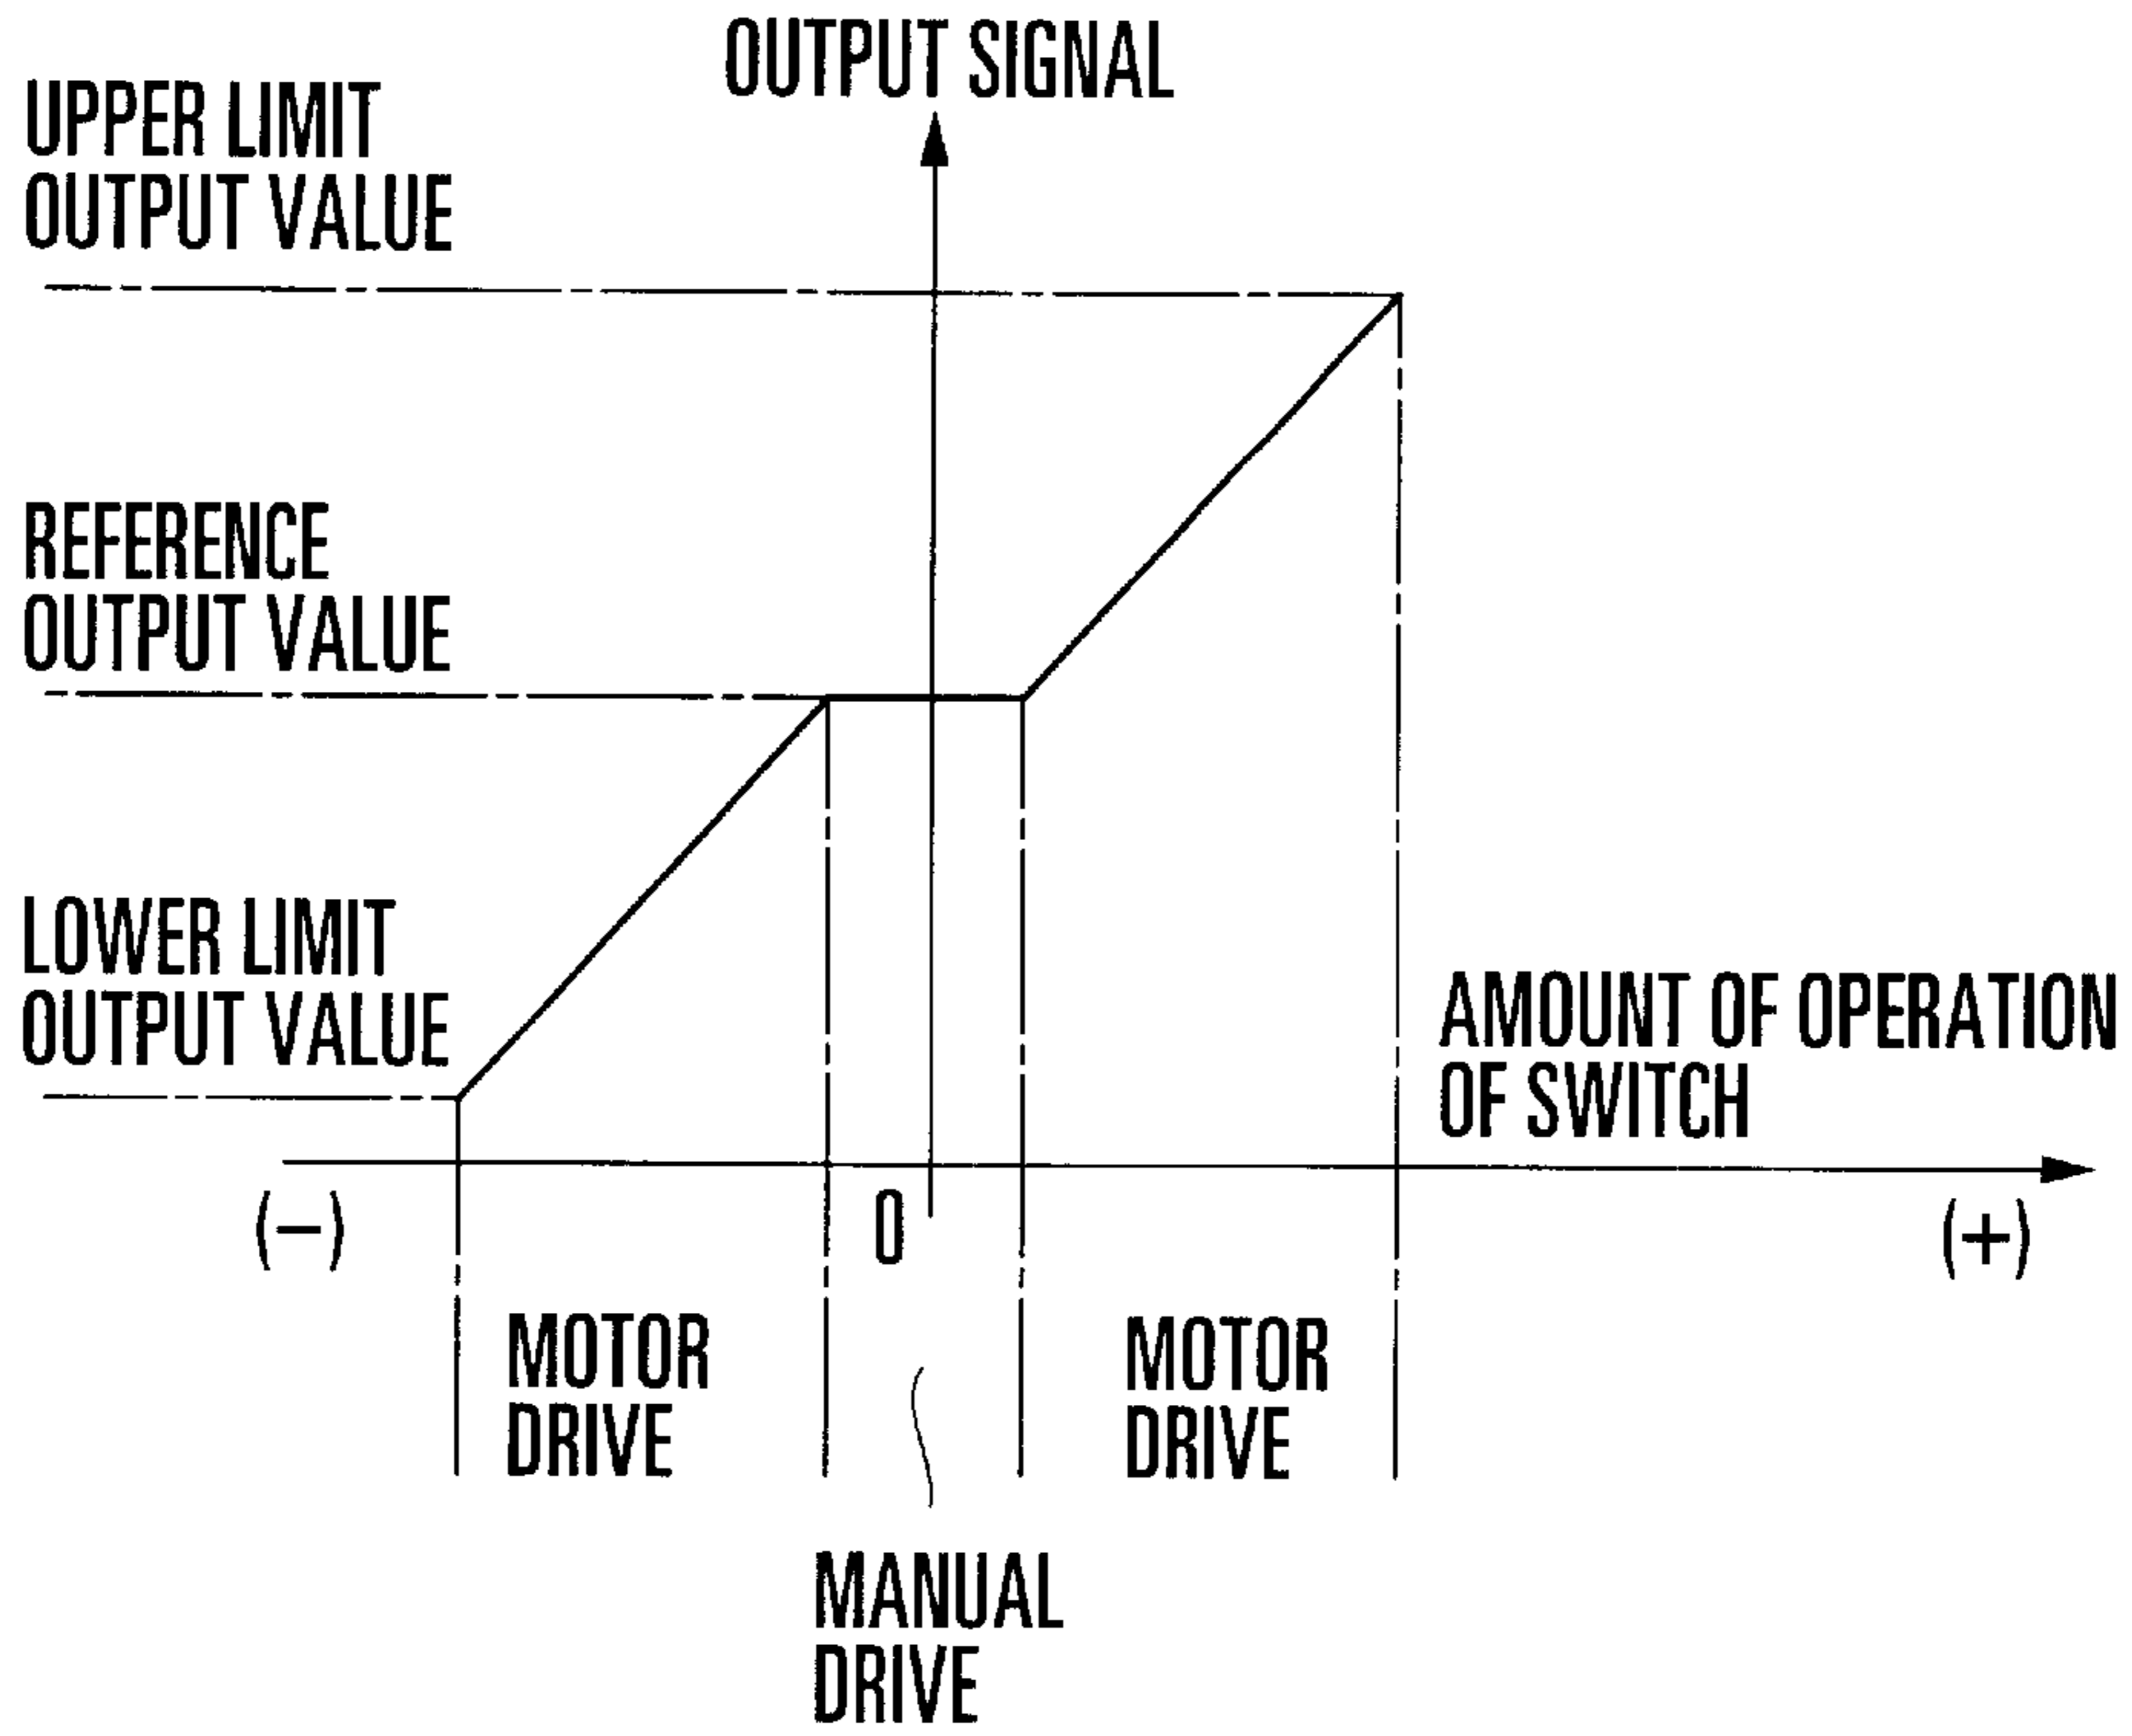 OUTPUT SIGNAL
UPPER LIMIT
OUTPUT VALUE
REFERENCE
OUTPUT VALUE
LOWER LIMIT
OUTPUT VALUE
AMOUNT OF OPERATION
OF SWITCH
(−)
0
(+)
MOTOR
DRIVE
MOTOR
DRIVE
MANUAL
DRIVE